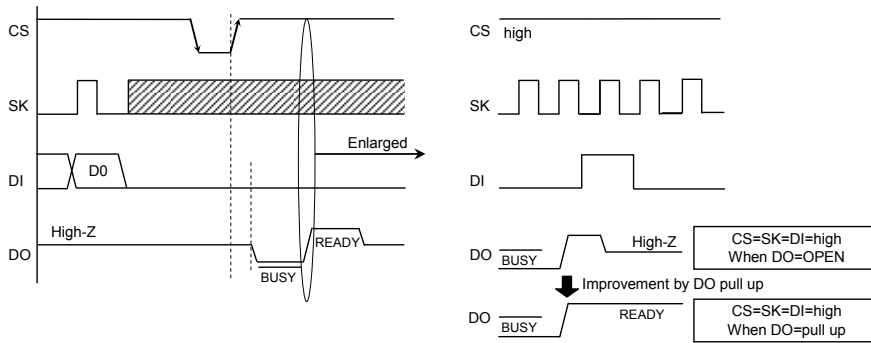 CS
SK
DI
D0
High-Z
DO
BUSY
READY
Enlarged
CS
high
SK
DI
DO
BUSY
High-Z
CS=SK=DI=high
When DO=OPEN
Improvement by DO pull up
DO
BUSY
READY
CS=SK=DI=high
When DO=pull up